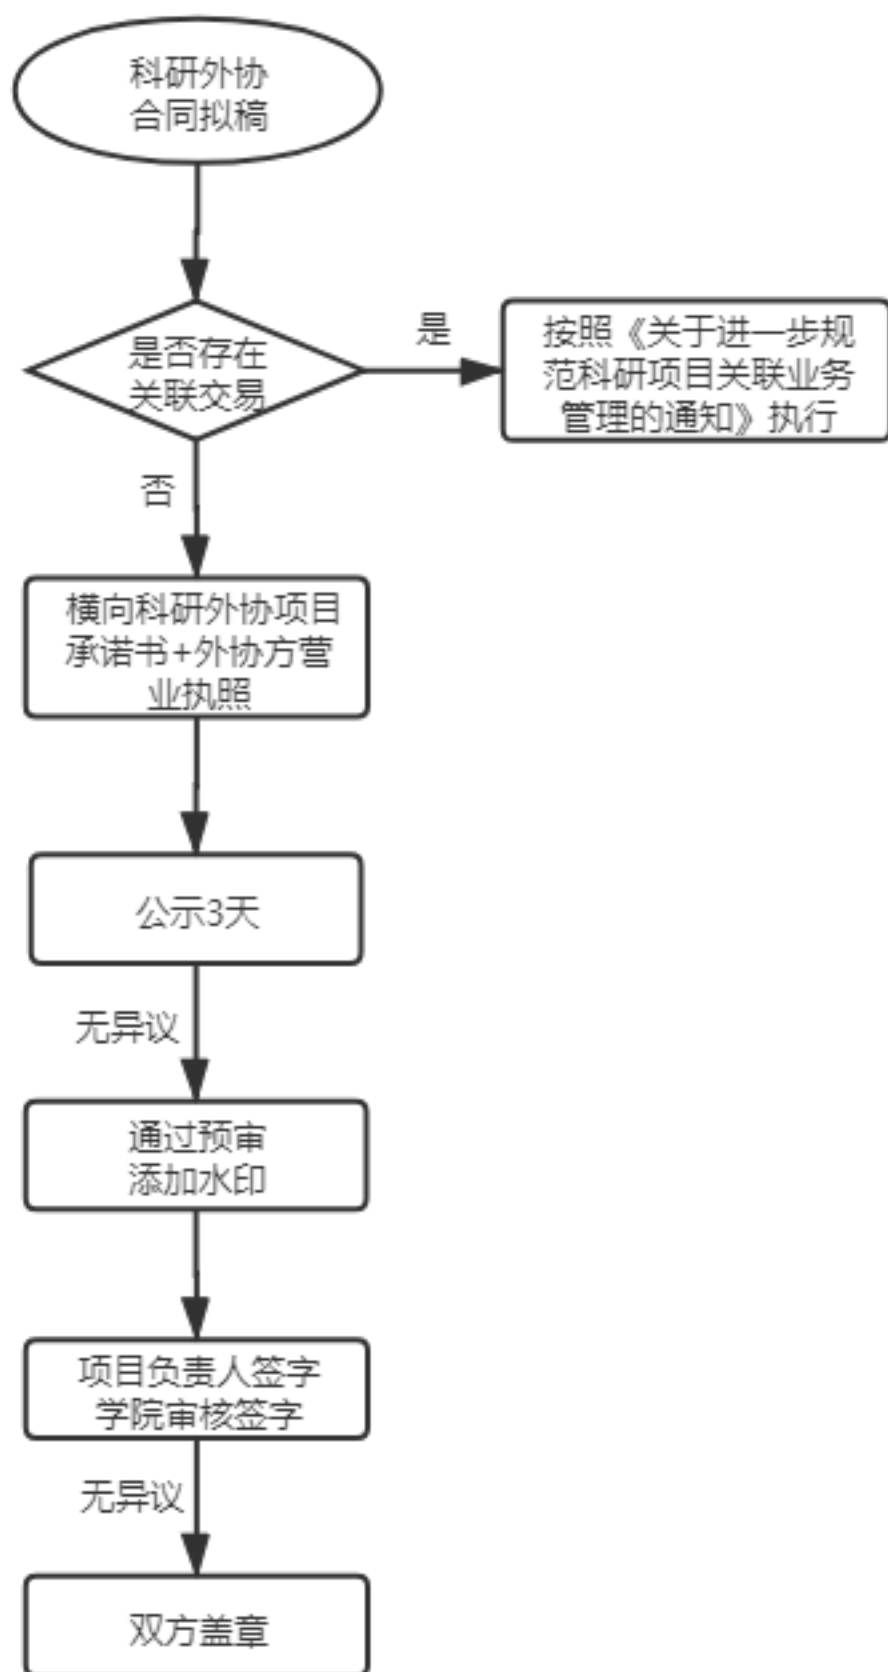 科研外协
合同拟稿
是否存在
关联交易
是
按照《关于进一步规
范科研项目关联业务
管理的通知》执行
否
横向科研外协项目
承诺书+外协方营
业执照
公示3天
无异议
通过预审
添加水印
项目负责人签字
学院审核签字
无异议
双方盖章